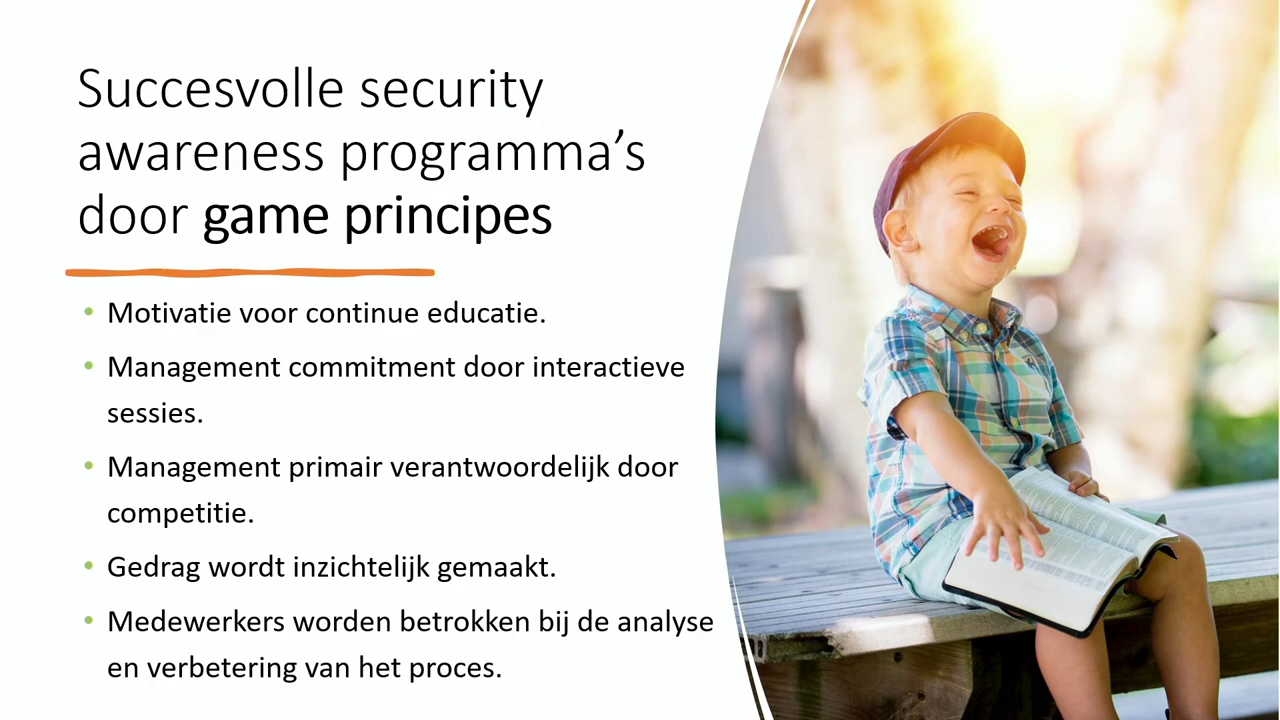 Succesvolle security
awareness programma’s
door game principes
• Motivatie voor continue educatie.
• Management commitment door interactieve
sessies.
• Management primair verantwoordelijk door
competitie.
• Gedrag wordt inzichtelijk gemaakt.
• Medewerkers worden betrokken bij de analyse
en verbetering van het proces.